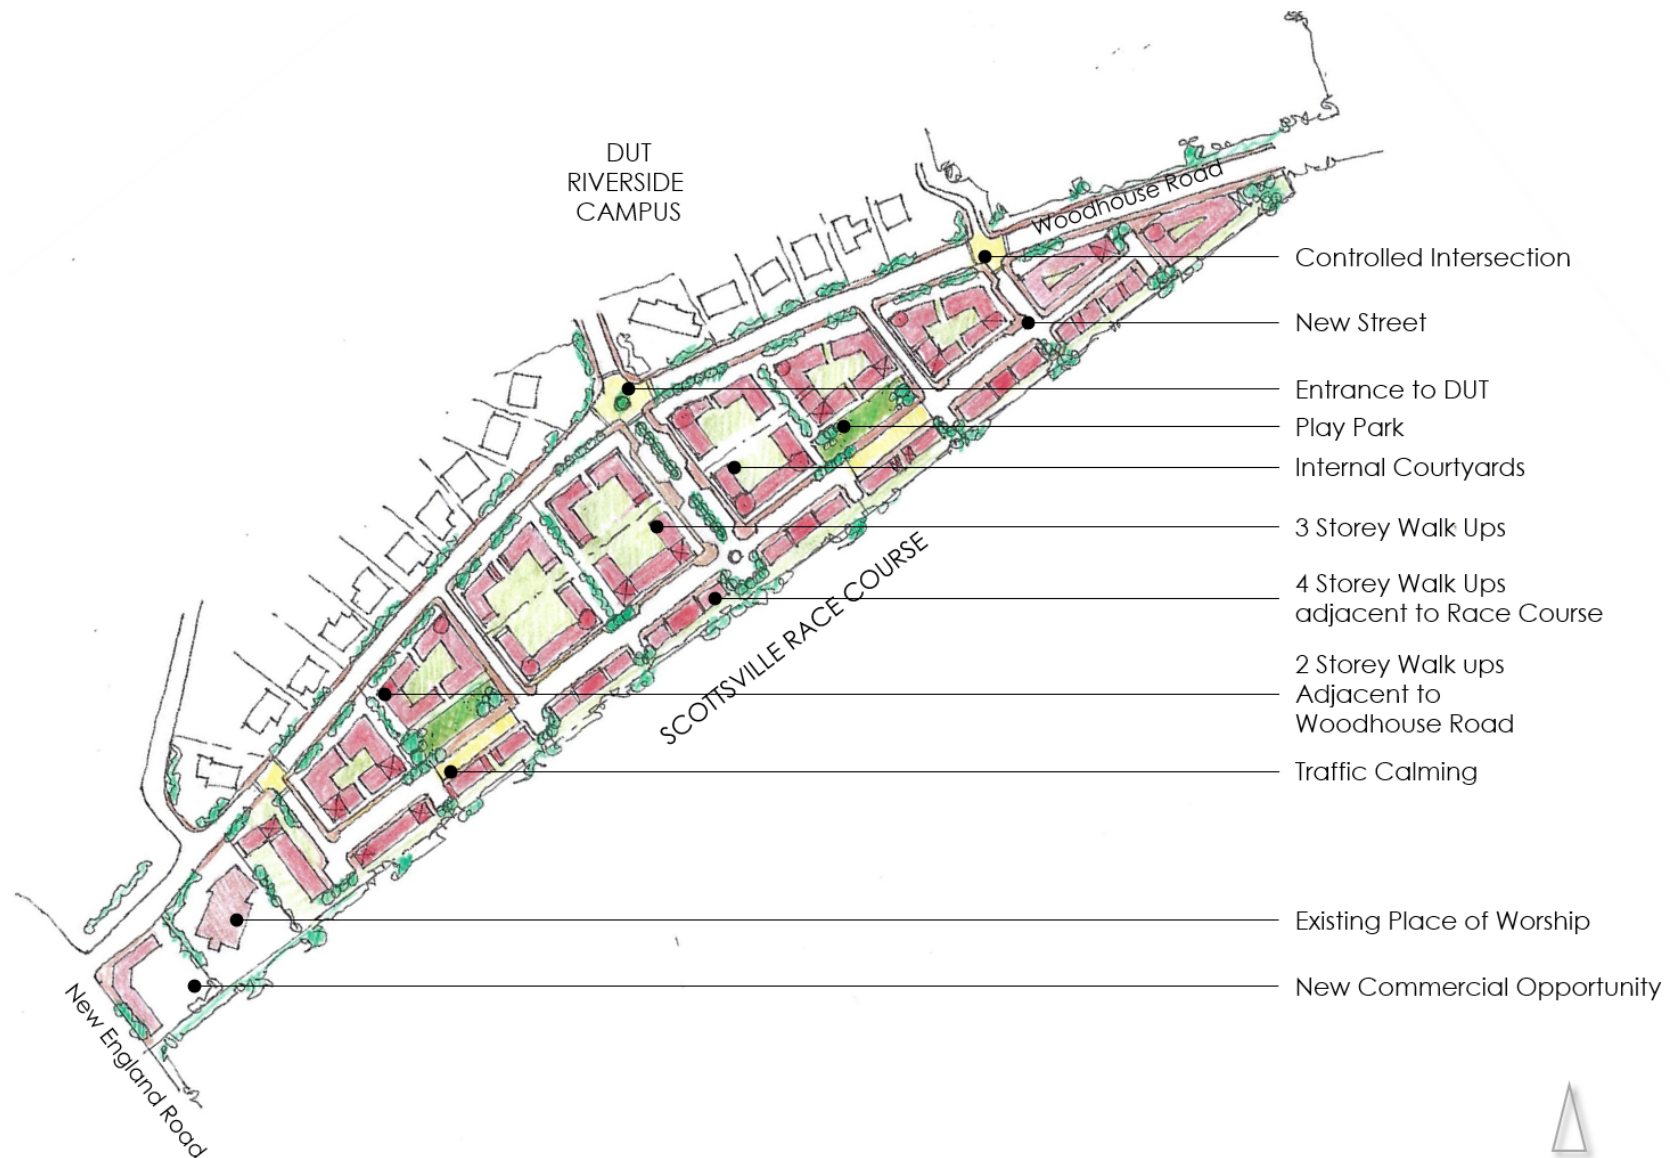 DUT
RIVERSIDE
CAMPUS
Woodhouse Road
Controlled Intersection
New Street
Entrance to DUT
Play Park
Internal Courtyards
3 Storey Walk Ups
4 Storey Walk Ups
adjacent to Race Course
2 Storey Walk ups
Adjacent to
Woodhouse Road
Traffic Calming
Existing Place of Worship
New Commercial Opportunity
SCOTTSVILLE RACE COURSE
New England Road